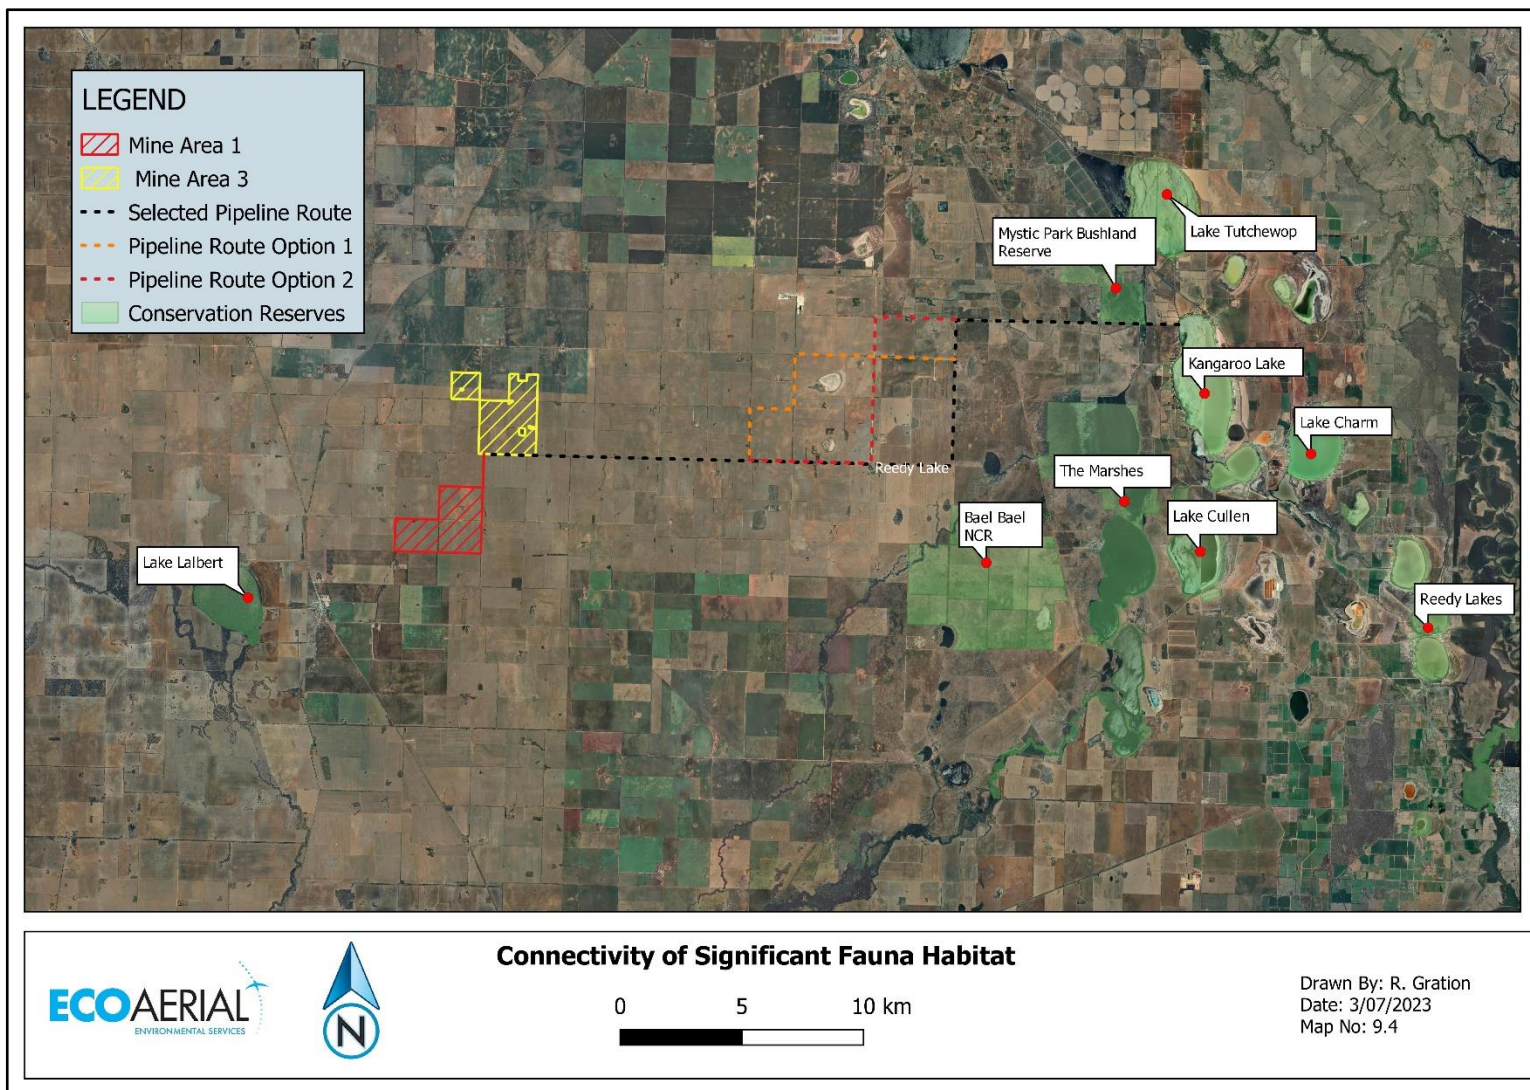 LEGEND
Mine Area 1
Mine Area 3
Selected Pipeline Route
Pipeline Route Option 1
Pipeline Route Option 2
Conservation Reserves
Mystic Park Bushland
Reserve
Lake Tutchewop
Kangaroo Lake
Lake Charm
Reedy Lake
The Marshes
Bael Bael
NCR
Lake Cullen
Lake Lalbert
Reedy Lakes
Connectivity of Significant Fauna Habitat
ECOAERIAL
ENVIRONMENTAL SERVICES
N
0 5 10 km
Drawn By: R. Gration
Date: 3/07/2023
Map No: 9.4